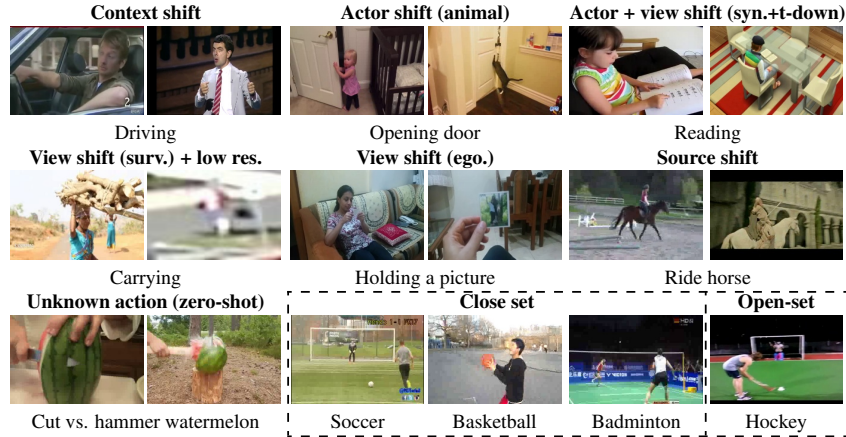 Context shift
Actor shift (animal)
Actor + view shift (syn.+t-down)
2
Driving
Opening door
Reading
View shift (surv.) + low res.
View shift (ego.)
Source shift
Carrying
Holding a picture
Ride horse
Unknown action (zero-shot)
Close set
Open-set
Cut vs. hammer watermelon
Soccer
Basketball
Badminton
Hockey